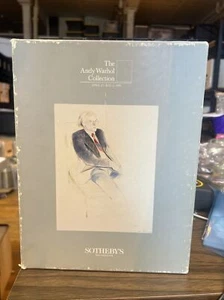 The
Andy Warhol
Collection
SOTHEBY'S